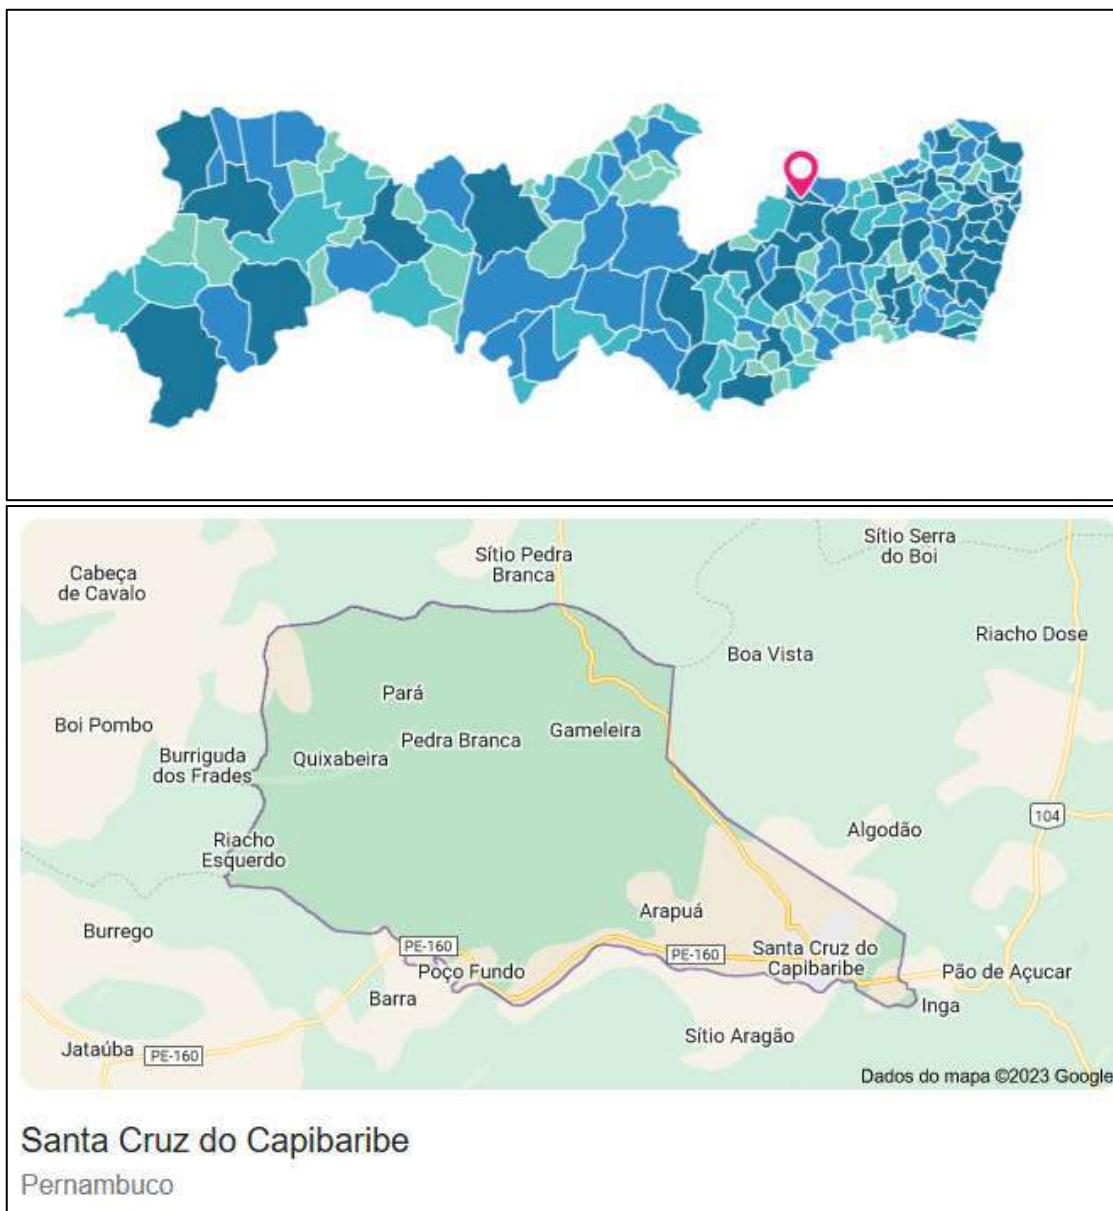 Sítio Pedra
Branca
Sítio Serra
do Boi
Cabeça
de Cavalo
Riacho Dose
Boa Vista
Pará
Boi Pombo
Pedra Branca
Gameleira
Burriguda
dos Frades
Quixabeira
104
Algodão
Riacho
Esquerdo
Arapuá
Burrego
PE-160
PE-160
Santa Cruz do
Capibaribe
Poço Fundo
Pão de Açucar
Barra
Inga
Sítio Aragão
Jataúba
PE-160
Dados do mapa ©2023 Google
Santa Cruz do Capibaribe
Pernambuco